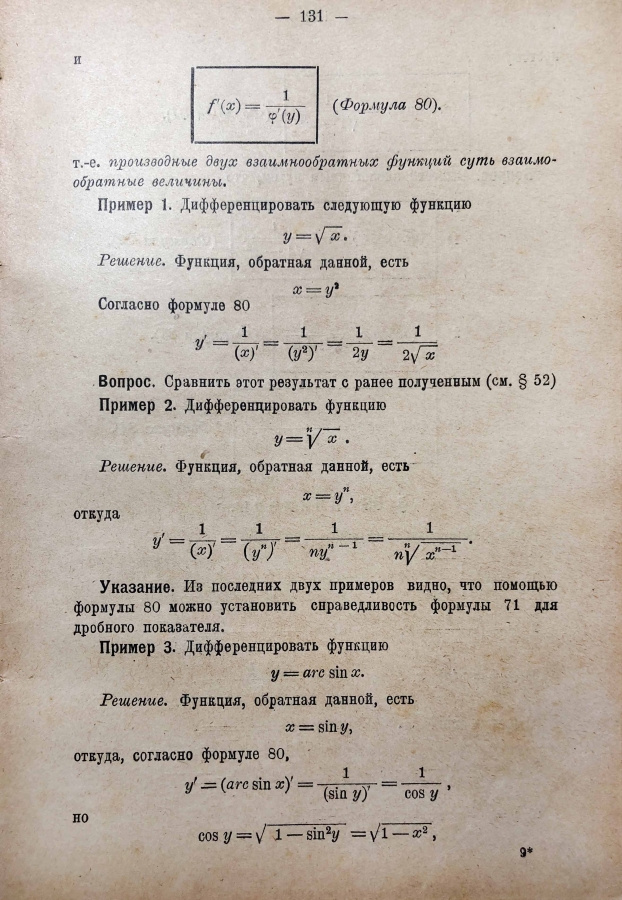 — 131 —
и
f′(x) = 1/φ′(y) (Формула 80).
т.-е. производные двух взаимнообратных функций суть взаимо-
обратные величины.
Пример 1. Дифференцировать следующую функцию
y = √x.
Решение. Функция, обратная данной, есть
x = y²
Согласно формуле 80
y′ = 1/(x)′ = 1/(y²)′ = 1/2y = 1/2√x
Вопрос. Сравнить этот результат с ранее полученным (см. § 52)
Пример 2. Дифференцировать функцию
y = ⁿ√x.
Решение. Функция, обратная данной, есть
x = yⁿ,
откуда
y′ = 1/(x)′ = 1/(yⁿ)′ = 1/nyⁿ⁻¹ = 1/n ⁿ√xⁿ⁻¹.
Указание. Из последних двух примеров видно, что помощью
формулы 80 можно установить справедливость формулы 71 для
дробного показателя.
Пример 3. Дифференцировать функцию
y = arc sin x.
Решение. Функция, обратная данной, есть
x = sin y,
откуда, согласно формуле 80,
y′ = (arc sin x)′ = 1/(sin y)′ = 1/cos y,
но
cos y = √1 — sin²y = √1 — x²,
9*